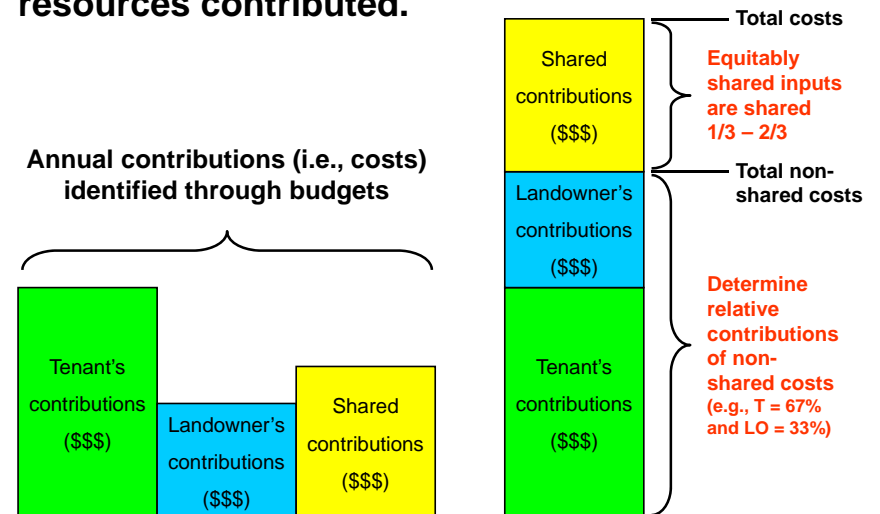 resources contributed.
Annual contributions (i.e., costs)
identified through budgets
Tenant's
contributions
($$$)
Landowner's
contributions
($$$)
Shared
contributions
($$$)
Shared
contributions
($$$)
Landowner's
contributions
($$$)
Tenant's
contributions
($$$)
Total costs
Equitably
shared inputs
are shared
1/3 – 2/3
Total non-
shared costs
Determine
relative
contributions
of non-
shared costs
(e.g., T = 67%
and LO = 33%)